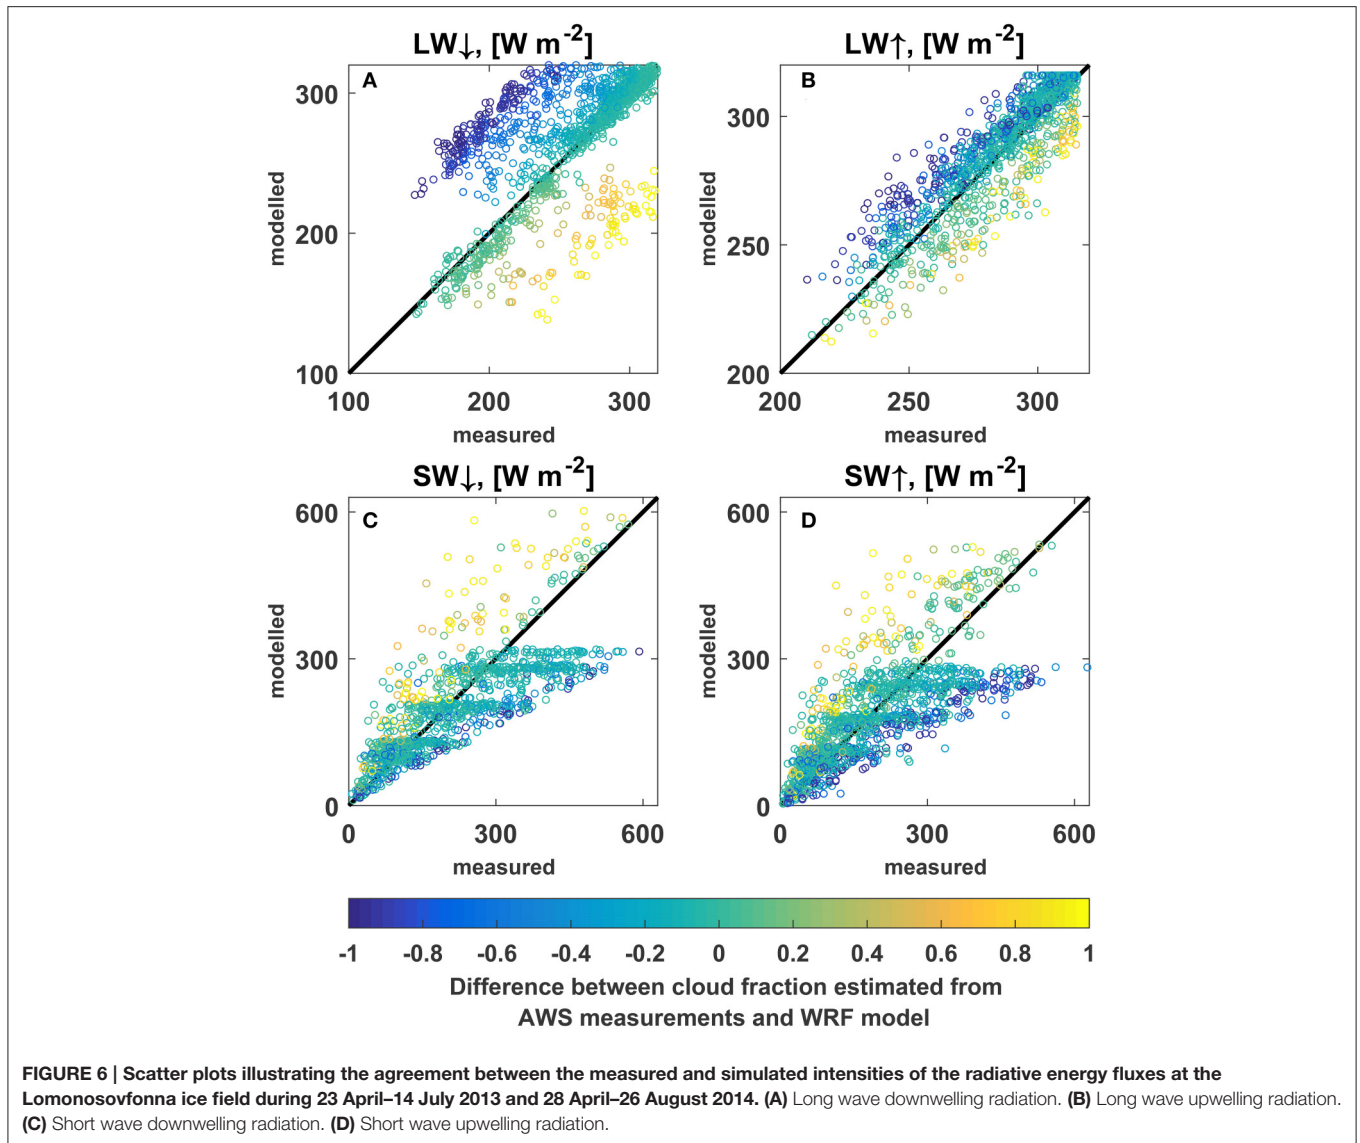 LW↓, [W m-2]
A
300
200
100
modelled
100 200 300
measured
LW↑, [W m-2]
B
300
250
200
modelled
200 250 300
measured
SW↓, [W m-2]
C
600
300
0
modelled
0 300 600
measured
SW↑, [W m-2]
D
600
300
0
modelled
0 300 600
measured
-1 -0.8 -0.6 -0.4 -0.2 0 0.2 0.4 0.6 0.8 1
Difference between cloud fraction estimated from
AWS measurements and WRF model
FIGURE 6 | Scatter plots illustrating the agreement between the measured and simulated intensities of the radiative energy fluxes at the
Lomonosovfonna ice field during 23 April–14 July 2013 and 28 April–26 August 2014. (A) Long wave downwelling radiation. (B) Long wave upwelling radiation.
(C) Short wave downwelling radiation. (D) Short wave upwelling radiation.